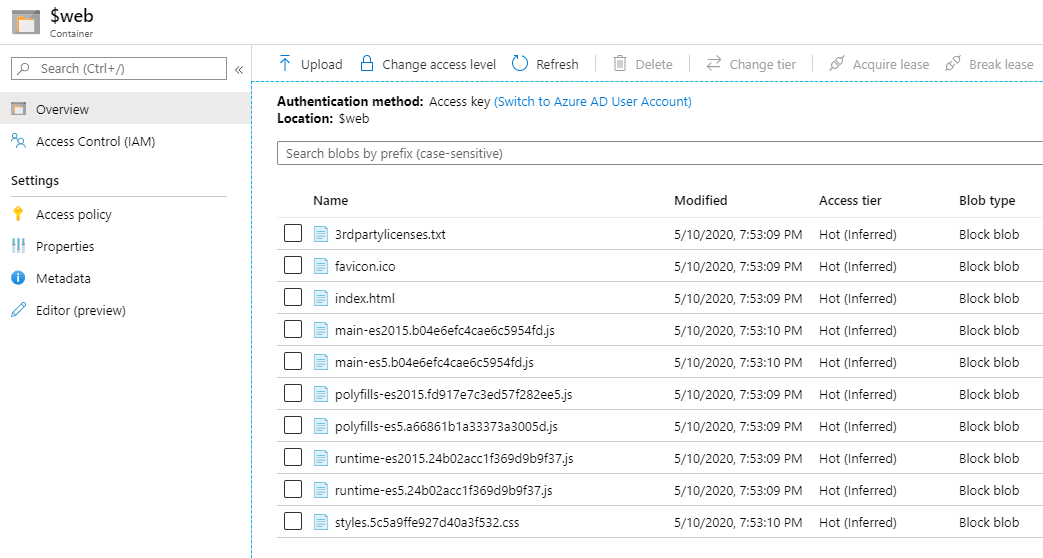 $web
Container
Search (Ctrl+/)
«
Overview
Access Control (IAM)
Settings
Access policy
Properties
Metadata
Editor (preview)
Upload Change access level Refresh Delete Change tier Acquire lease Break lease
Authentication method: Access key (Switch to Azure AD User Account)
Location: $web
Search blobs by prefix (case-sensitive)
Name Modified Access tier Blob type
3rdpartylicenses.txt 5/10/2020, 7:53:09 PM Hot (Inferred) Block blob
favicon.ico 5/10/2020, 7:53:09 PM Hot (Inferred) Block blob
index.html 5/10/2020, 7:53:09 PM Hot (Inferred) Block blob
main-es2015.b04e6efc4cae6c5954fd.js 5/10/2020, 7:53:10 PM Hot (Inferred) Block blob
main-es5.b04e6efc4cae6c5954fd.js 5/10/2020, 7:53:10 PM Hot (Inferred) Block blob
polyfills-es2015.fd917e7c3ed57f282ee5.js 5/10/2020, 7:53:09 PM Hot (Inferred) Block blob
polyfills-es5.a66861b1a33373a3005d.js 5/10/2020, 7:53:09 PM Hot (Inferred) Block blob
runtime-es2015.24b02acc1f369d9b9f37.js 5/10/2020, 7:53:09 PM Hot (Inferred) Block blob
runtime-es5.24b02acc1f369d9b9f37.js 5/10/2020, 7:53:09 PM Hot (Inferred) Block blob
styles.5c5a9ffe927d40a3f532.css 5/10/2020, 7:53:10 PM Hot (Inferred) Block blob